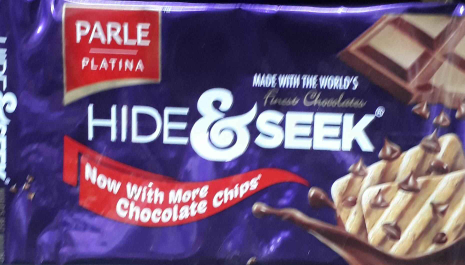 PARLE
PLATINA
MADE WITH THE WORLD'S
Finest Chocolates
HIDE & SEEK®
Now With More
Chocolate Chips*